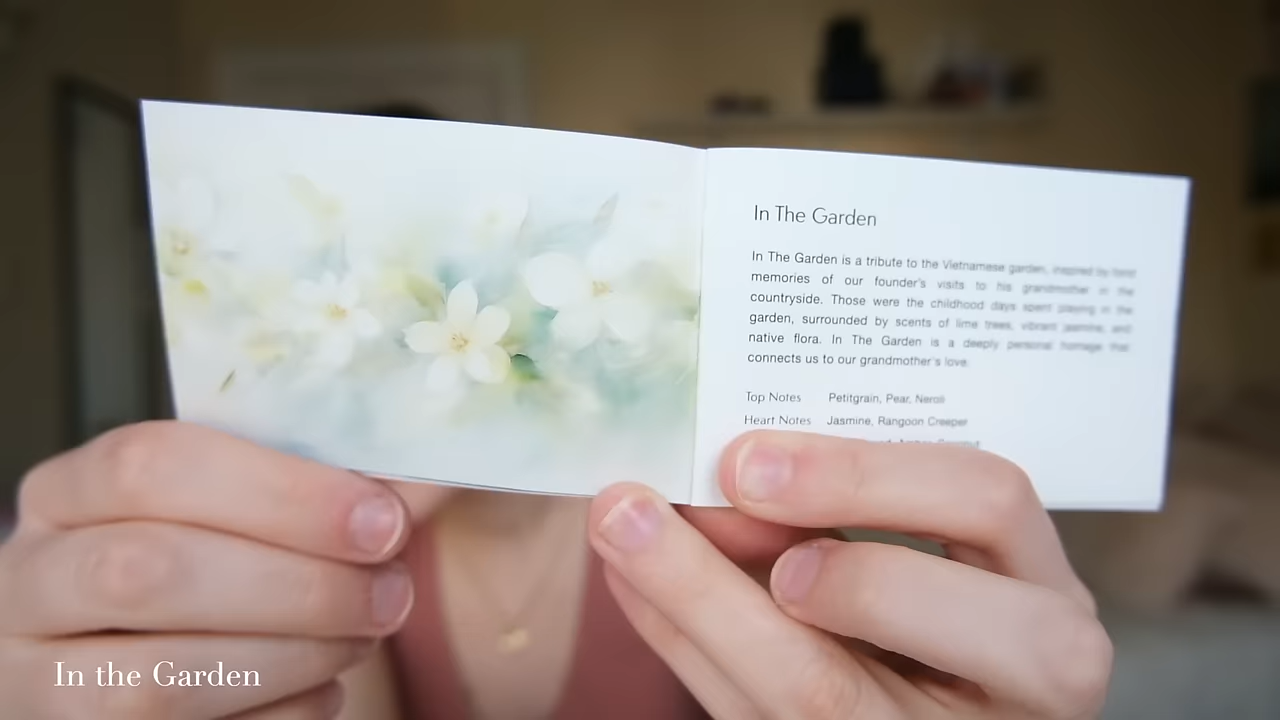 In The Garden
In The Garden is a tribute to the Vietnamese garden, inspired by fond
memories of our founder's visits to his grandmother in the
countryside. Those were the childhood days spent playing in the
garden, surrounded by scents of lime trees, vibrant jasmine, and
native flora. In The Garden is a deeply personal homage that
connects us to our grandmother's love.
Top Notes Petitgrain, Pear, Neroli
Heart Notes Jasmine, Rangoon Creeper
In the Garden